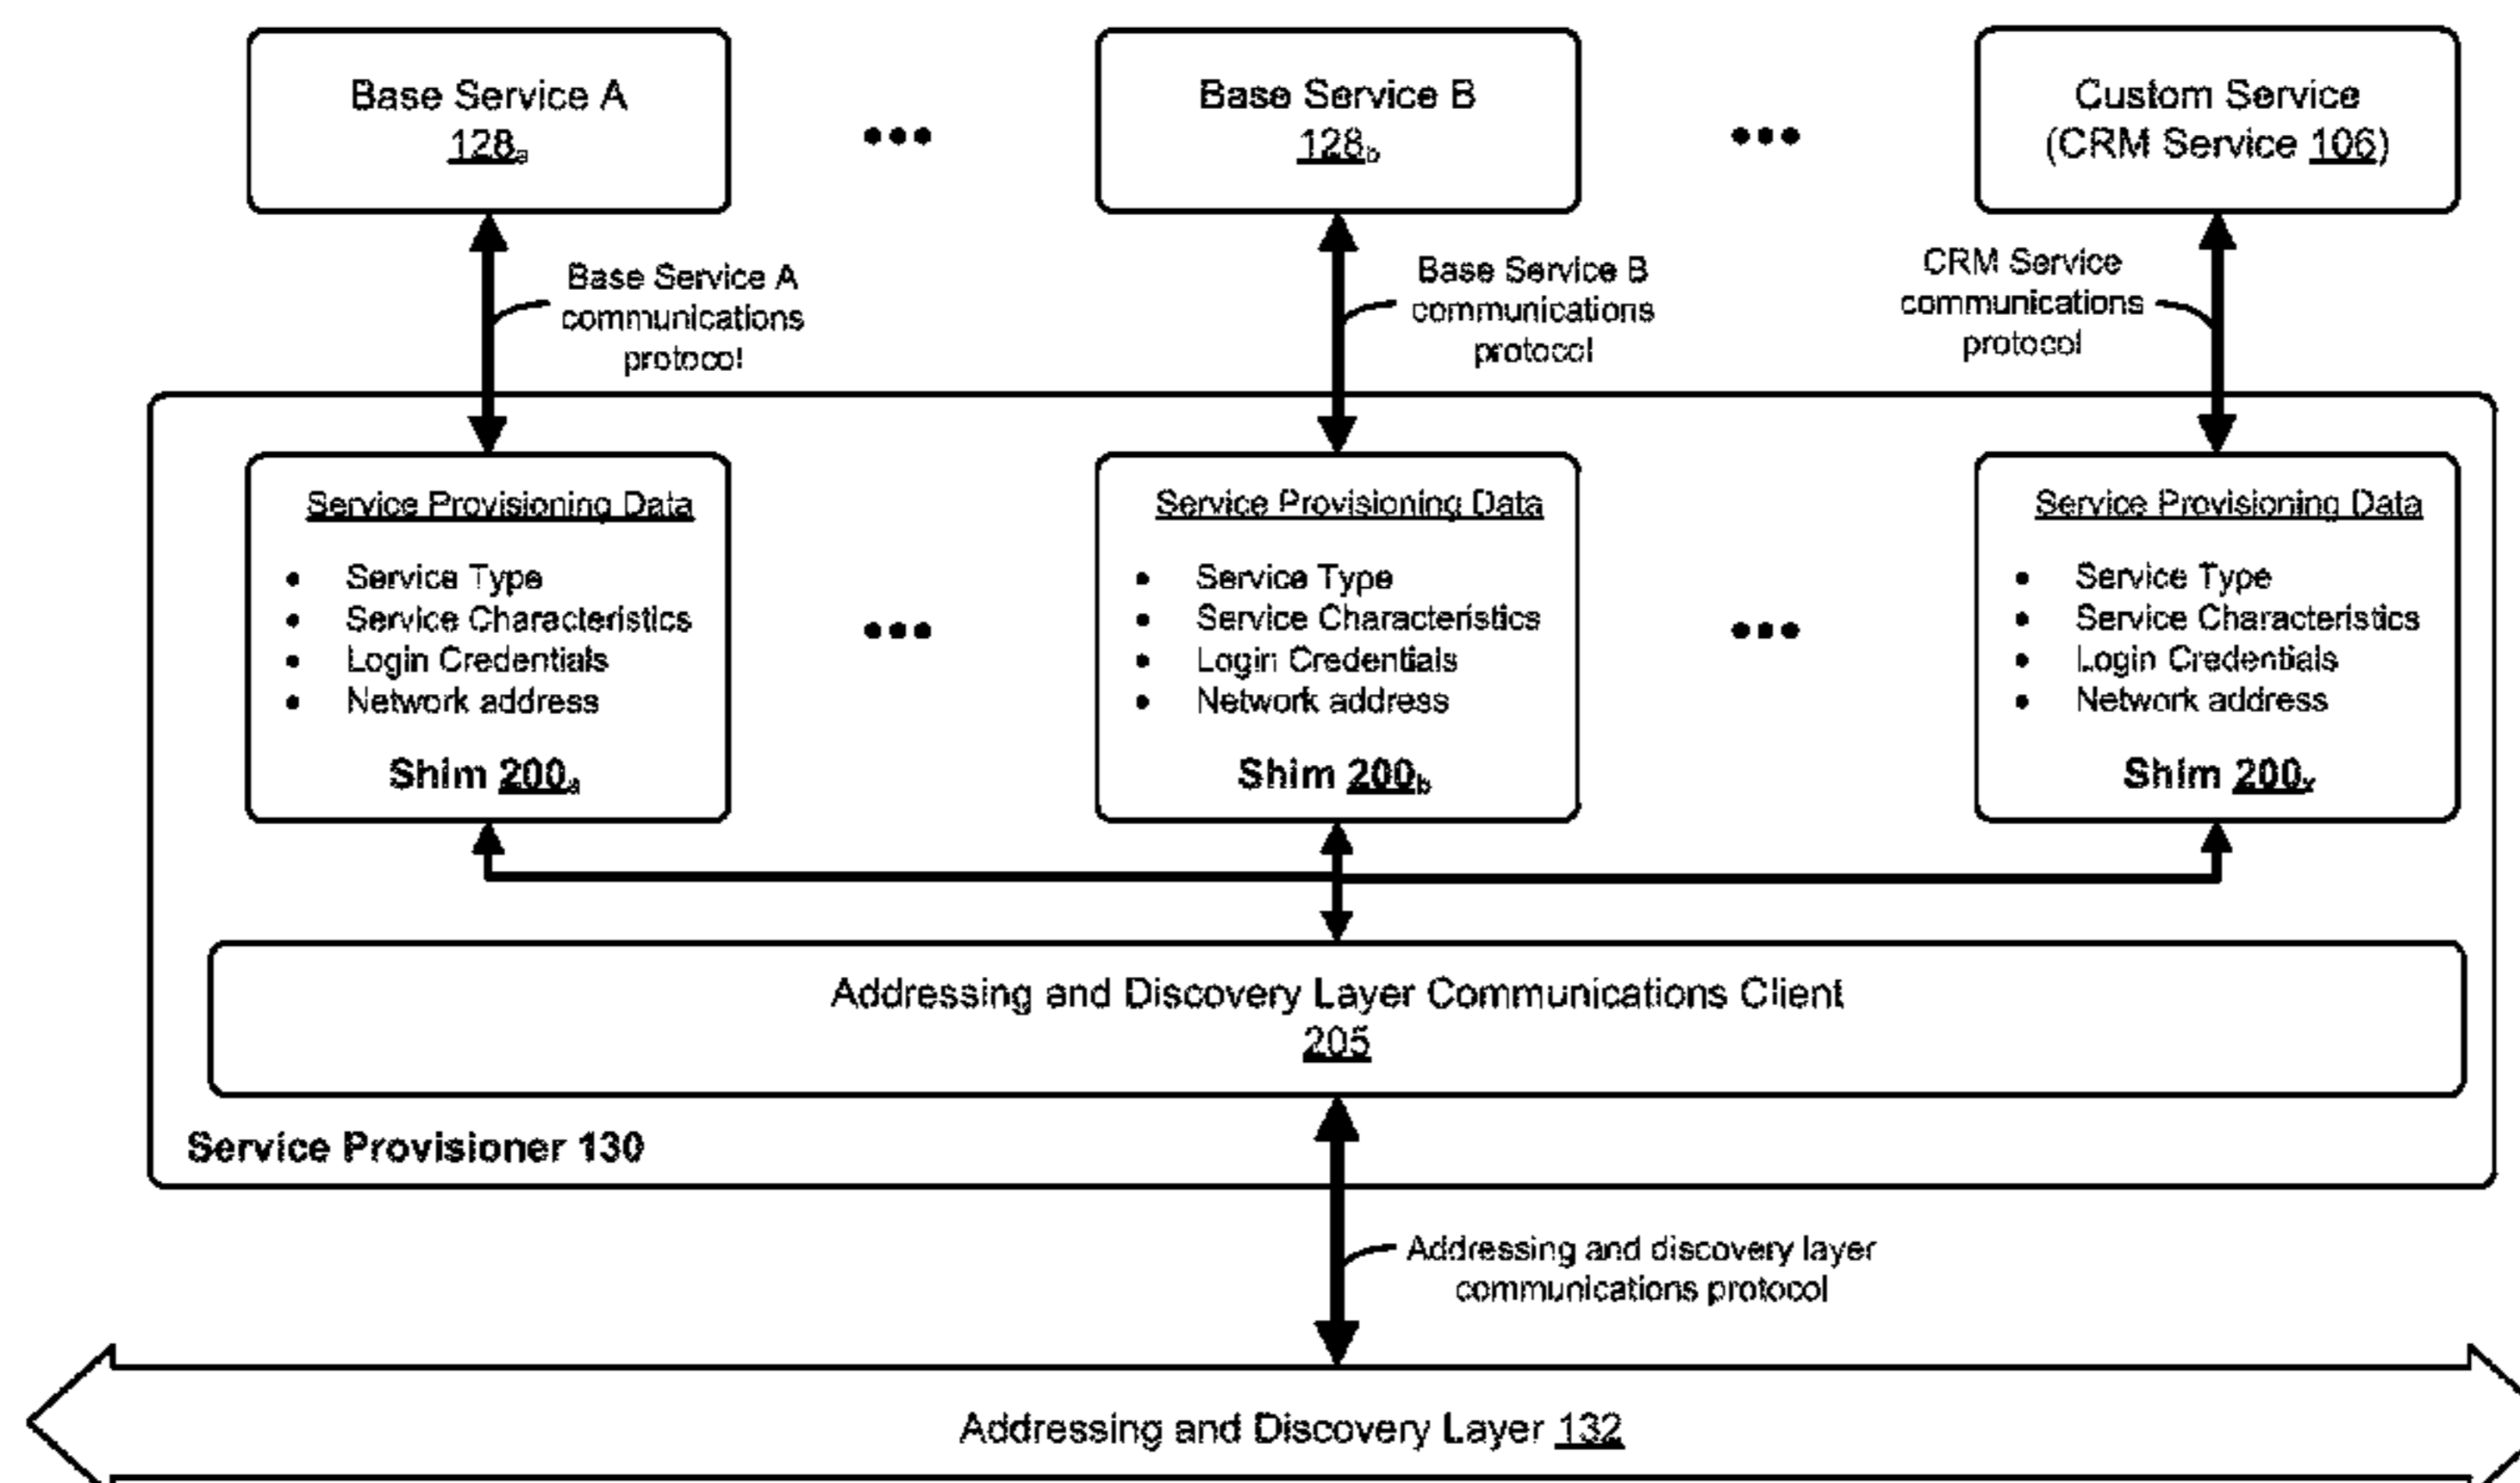 Base Service A
128a
Base Service B
128b
Custom Service
(CRM Service 106)
Base Service A
communications
protocol
Base Service B
communications
protocol
CRM Service
communications
protocol
Service Provisioning Data
• Service Type
• Service Characteristics
• Login Credentials
• Network address
Shim 200a
Service Provisioning Data
• Service Type
• Service Characteristics
• Login Credentials
• Network address
Shim 200b
Service Provisioning Data
• Service Type
• Service Characteristics
• Login Credentials
• Network address
Shim 200x
Addressing and Discovery Layer Communications Client
205
Service Provisioner 130
Addressing and discovery layer
communications protocol
Addressing and Discovery Layer 132